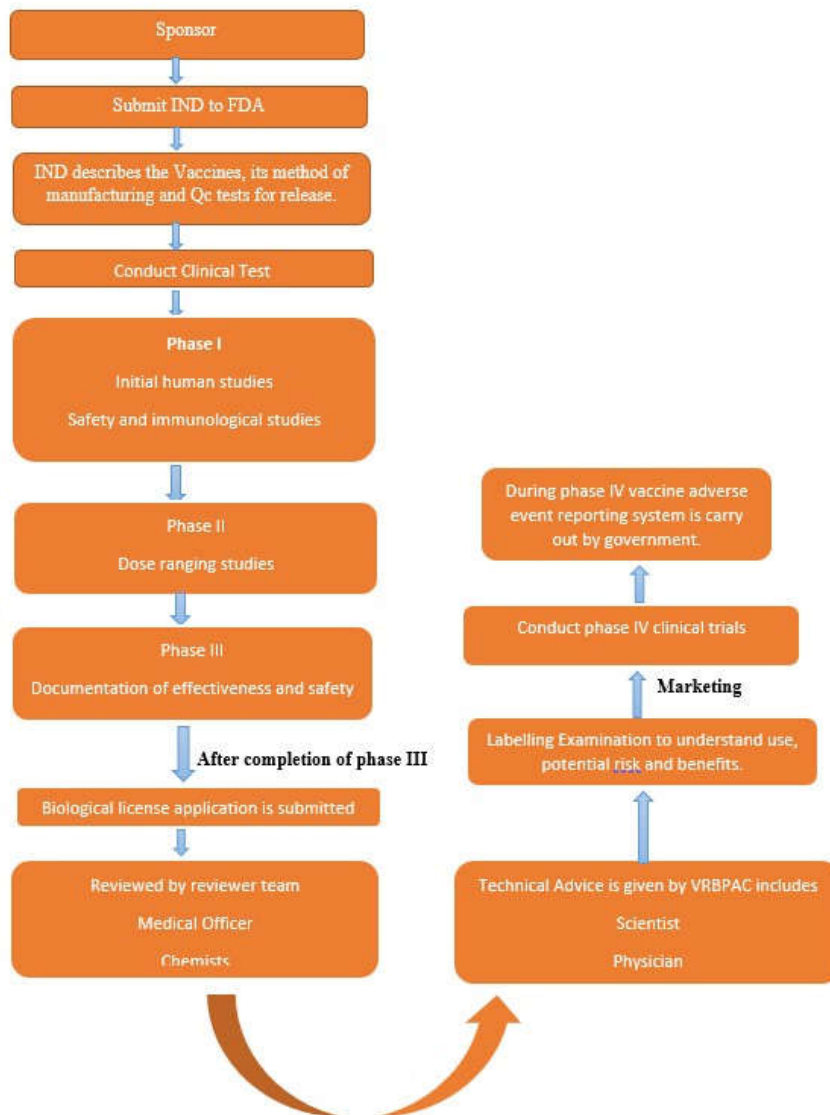 Sponsor
Submit IND to FDA
IND describes the Vaccines, its method of
manufacturing and Qc tests for release.
Conduct Clinical Test
Phase I
Initial human studies
Safety and immunological studies
Phase II
Dose ranging studies
Phase III
Documentation of effectiveness and safety
After completion of phase III
Biological license application is submitted
Reviewed by reviewer team
Medical Officer
Chemists
Technical Advice is given by VRBPAC includes
Scientist
Physician
Labelling Examination to understand use,
potential risk and benefits.
Marketing
Conduct phase IV clinical trials
During phase IV vaccine adverse
event reporting system is carry
out by government.